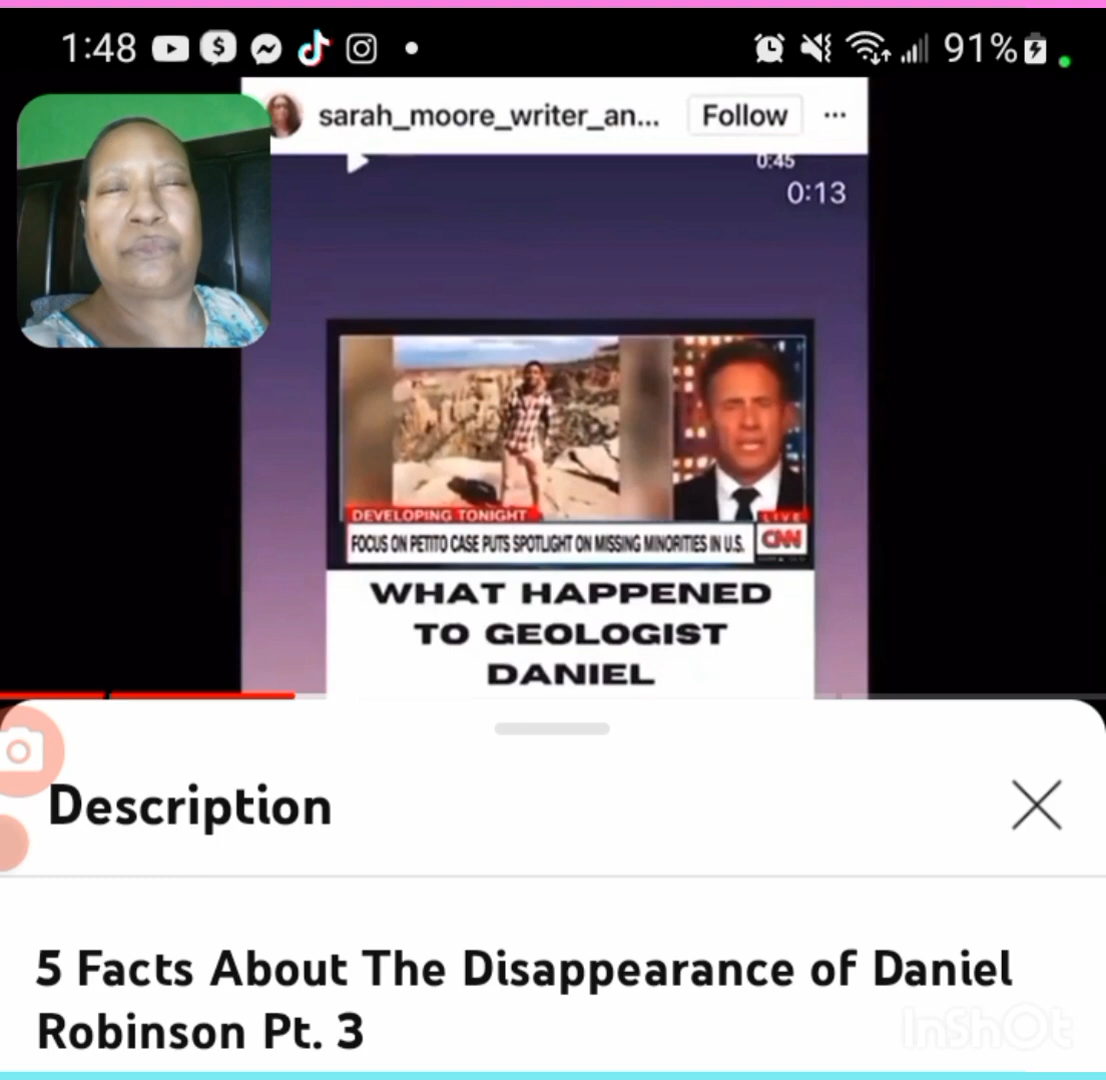 1:48
91%
sarah_moore_writer_an...
Follow
0:45
0:13
DEVELOPING TONIGHT
LIVE
FOCUS ON PETITO CASE PUTS SPOTLIGHT ON MISSING MINORITIES IN U.S.
CNN
WHAT HAPPENED
TO GEOLOGIST
DANIEL
Description
5 Facts About The Disappearance of Daniel
Robinson Pt. 3
InShOt